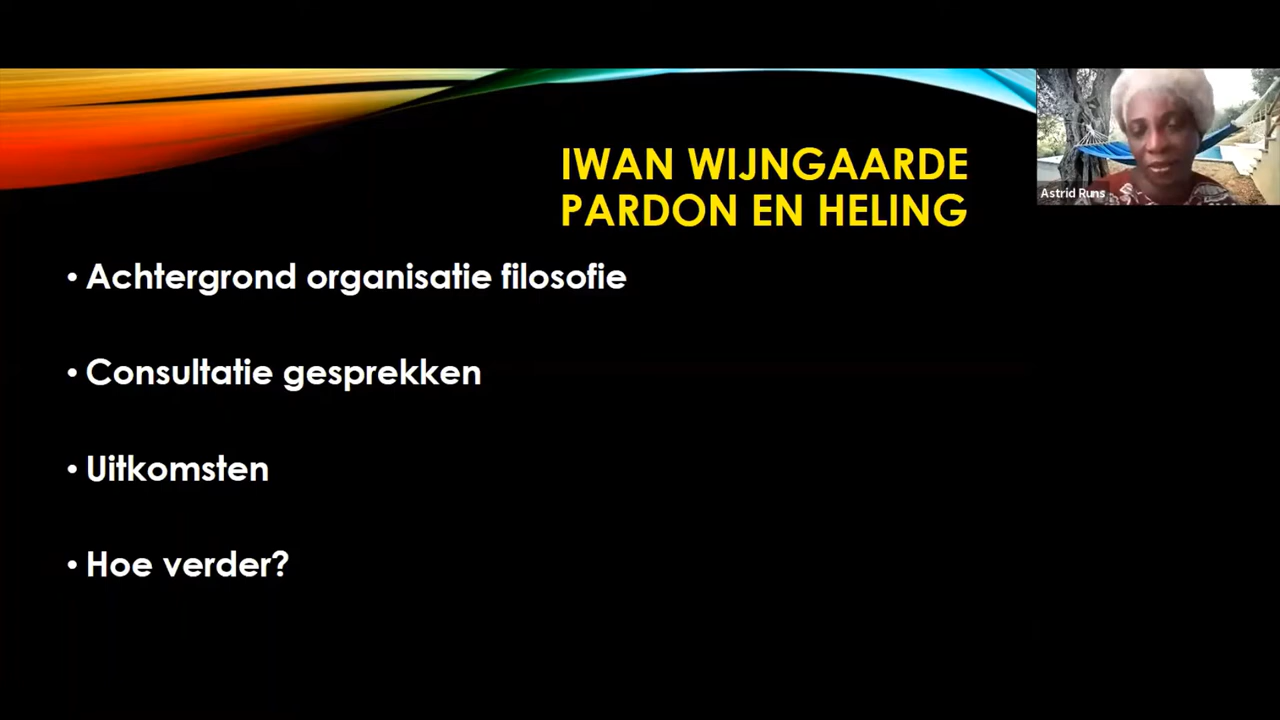 IWAN WIJNGAARDE
PARDON EN HELING
Astrid Runs
• Achtergrond organisatie filosofie
• Consultatie gesprekken
• Uitkomsten
• Hoe verder?